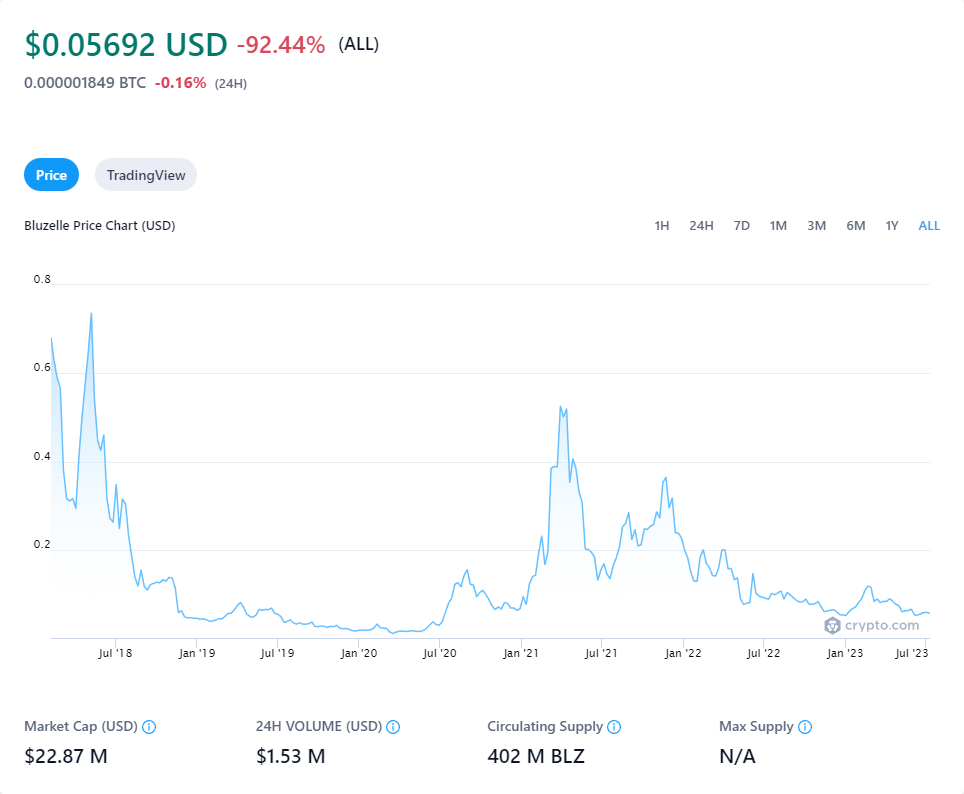 $0.05692 USD -92.44% (ALL)
0.000001849 BTC -0.16% (24H)
Price TradingView
Bluzelle Price Chart (USD) 1H 24H 7D 1M 3M 6M 1Y ALL
0.8
0.6
0.4
0.2
crypto.com
Jul '18 Jan '19 Jul '19 Jan '20 Jul '20 Jan '21 Jul '21 Jan '22 Jul '22 Jan '23 Jul '23
Market Cap (USD) 24H VOLUME (USD) Circulating Supply Max Supply
$22.87 M $1.53 M 402 M BLZ N/A